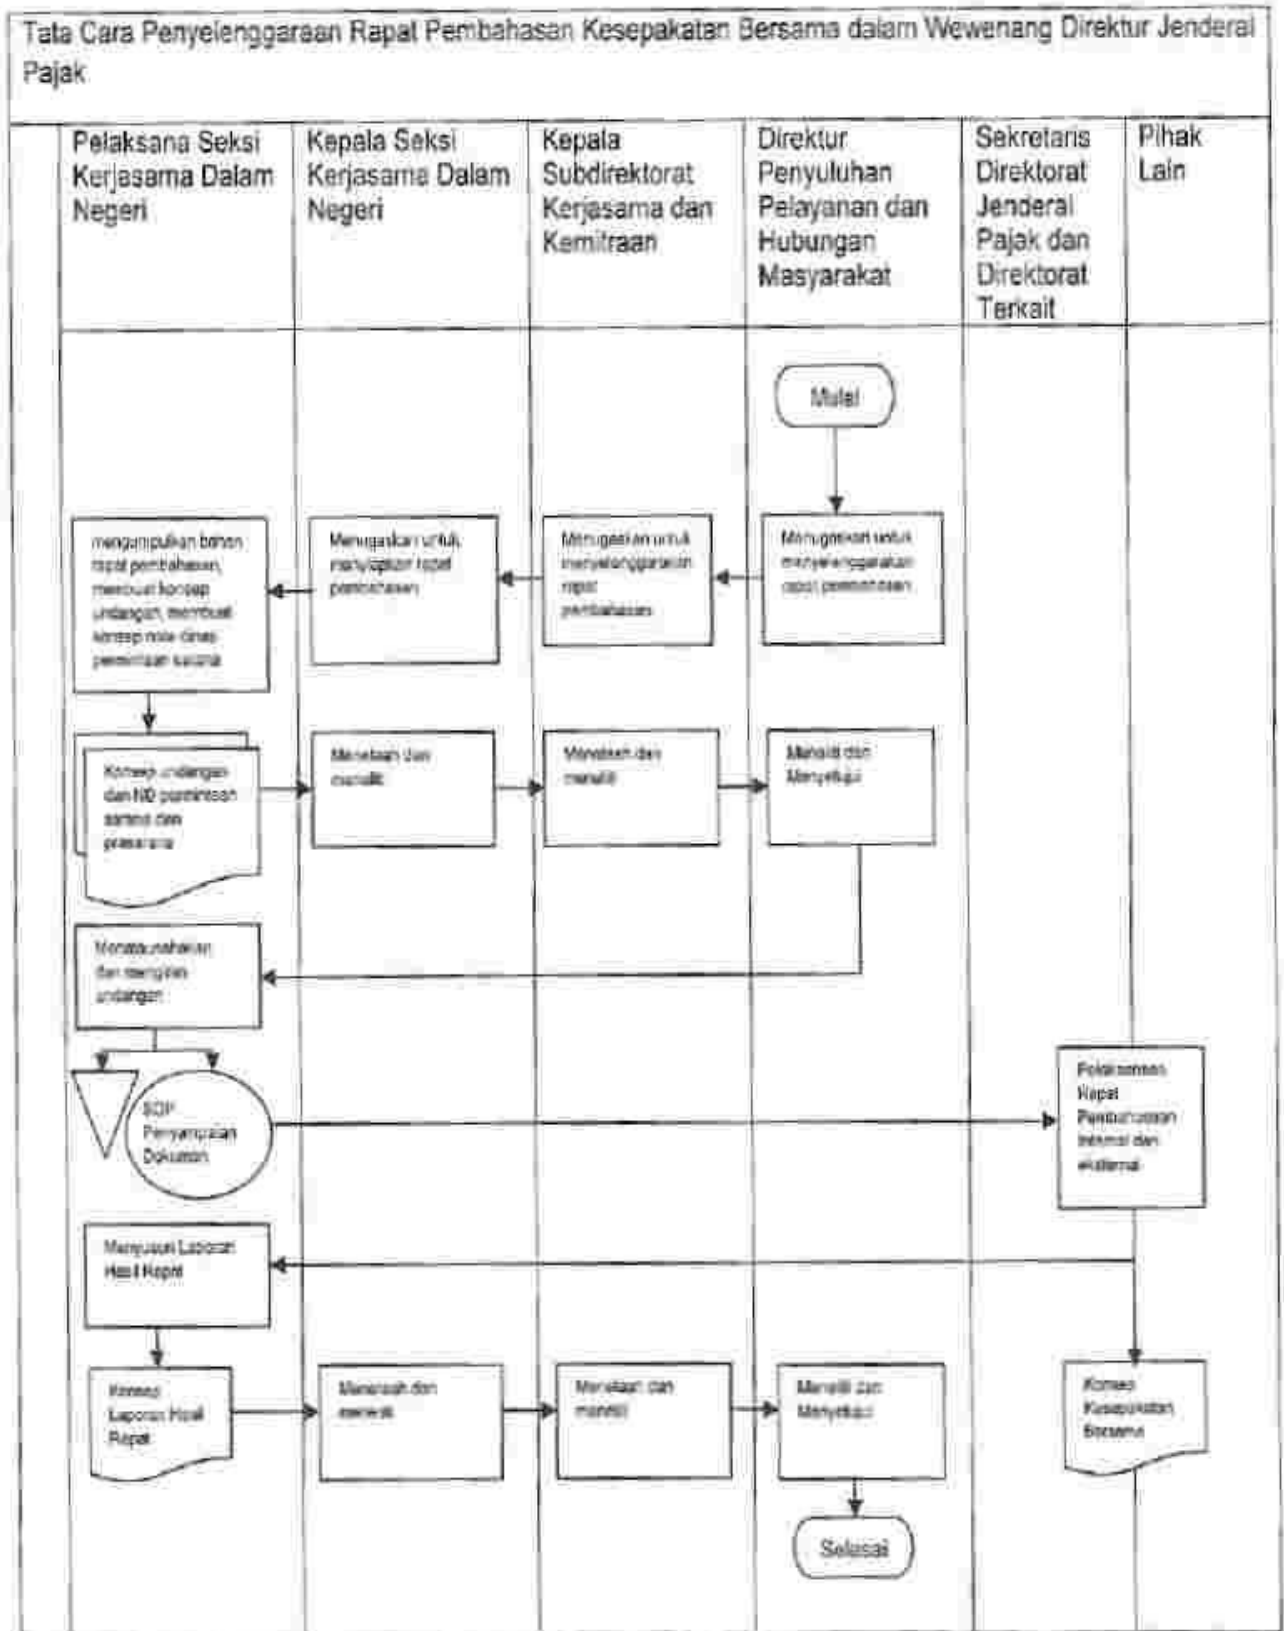 Tata Cara Penyelenggaraan Rapat Pembahasan Kesepakatan Bersama dalam Wewenang Direktur Jenderal
Pajak
Pelaksana Seksi
Kerjasama Dalam
Negeri
Kepala Seksi
Kerjasama Dalam
Negeri
Kepala
Subdirektorat
Kerjasama dan
Kemitraan
Direktur
Penyuluhan
Pelayanan dan
Hubungan
Masyarakat
Sekretaris
Direktorat
Jenderal
Pajak dan
Direktorat
Terkait
Pihak
Lain
Mulai
mengumpulkan bahan
rapat pembahasan,
membuat konsep
undangan, membuat
konsep nota dinas
permintaan sarana
Menugaskan untuk
menyiapkan rapat
pembahasan
Menugaskan untuk
menyelenggarakan
rapat
pembahasan
Menugaskan untuk
menyelenggarakan
rapat pembahasan
Konsep undangan
dan ND permintaan
sarana dan
prasarana
Menelaah dan
meneliti
Menelaah dan
meneliti
Meneliti dan
Menyetujui
Menatausahakan
dan mengirim
undangan
SOP
Penyampaian
Dokumen
Pelaksanaan
Rapat
Pembahasan
Internal dan
eksternal
Menyusun Laporan
Hasil Rapat
Konsep
Laporan Hasil
Rapat
Menelaah dan
meneliti
Menelaah dan
meneliti
Meneliti dan
Menyetujui
Konsep
Kesepakatan
Bersama
Selesai